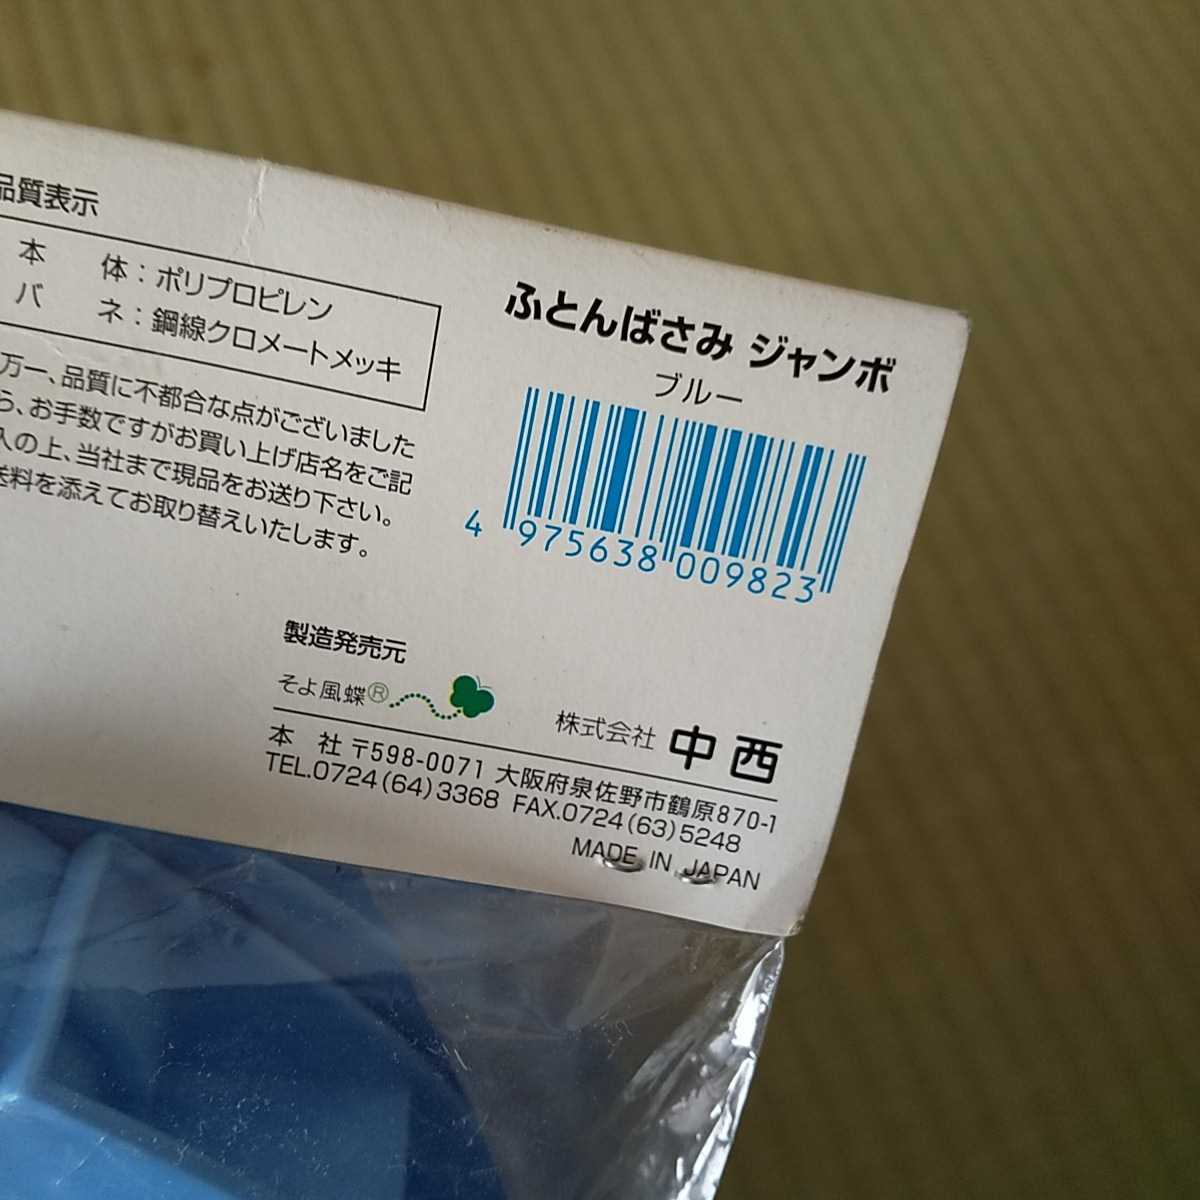 品質表示
本 体：ポリプロピレン
バ ネ：鋼線クロメートメッキ
万一、品質に不都合な点がございました
ら、お手数ですがお買い上げ店名をご記
入の上、当社まで現品をお送り下さい。
送料を添えてお取り替えいたします。
ふとんばさみ ジャンボ
ブルー
4 975638 009823
製造発売元
そよ風蝶®
株式会社 中西
本 社 〒598-0071 大阪府泉佐野市鶴原870-1
TEL.0724(64)3368 FAX.0724(63)5248
MADE IN JAPAN